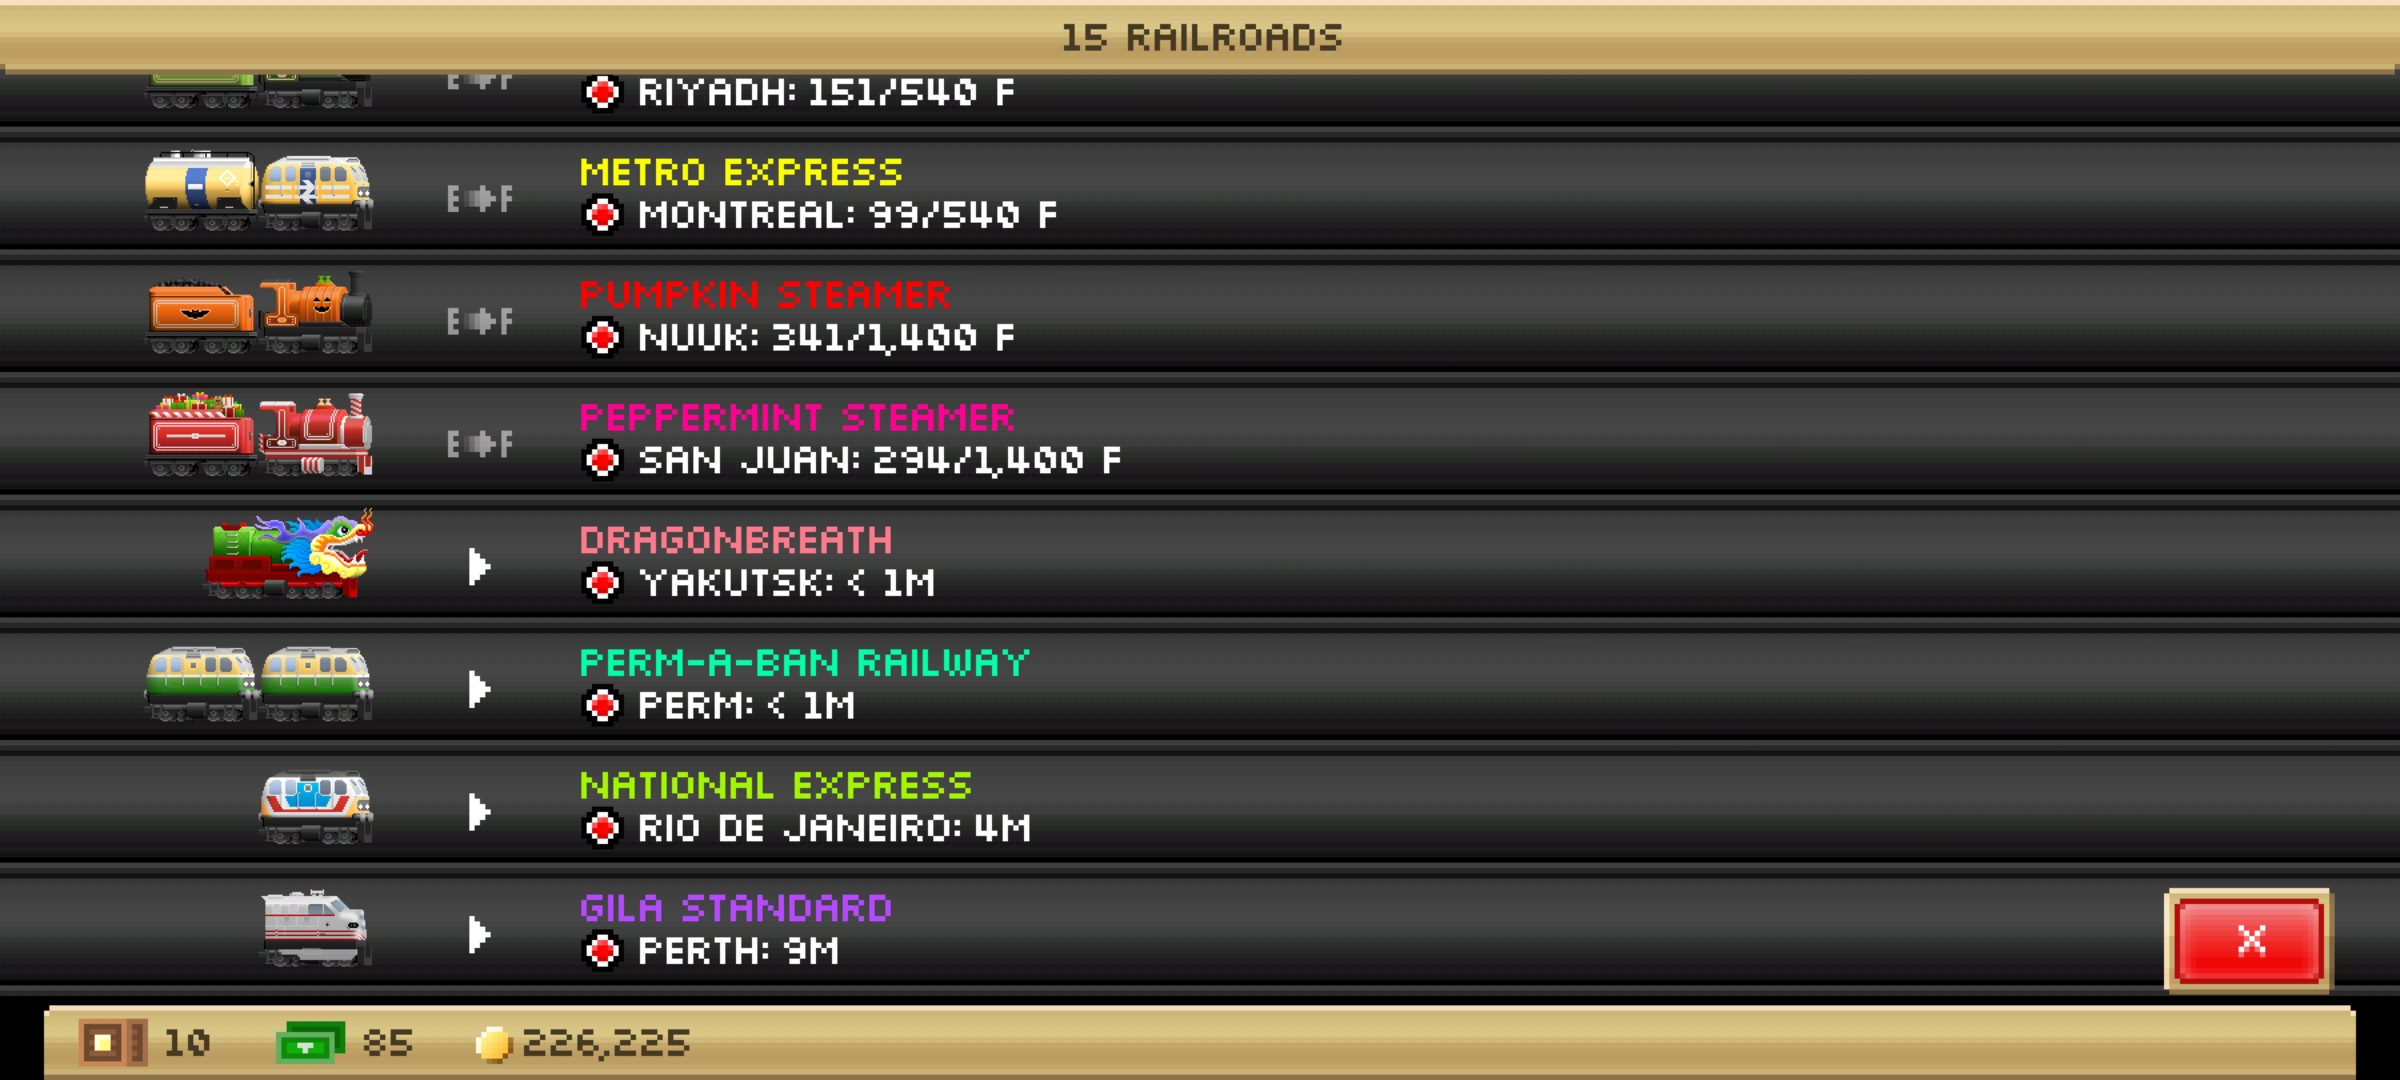 15 RAILROADS
E F
RIYADH: 151/540 F
METRO EXPRESS
E F
MONTREAL: 99/540 F
PUMPKIN STEAMER
E F
NUUK: 341/1,400 F
PEPPERMINT STEAMER
E F
SAN JUAN: 294/1,400 F
DRAGONBREATH
YAKUTSK: < 1M
PERM-A-BAN RAILWAY
PERM: < 1M
NATIONAL EXPRESS
RIO DE JANEIRO: 4M
GILA STANDARD
PERTH: 9M
X
10 85 226,225